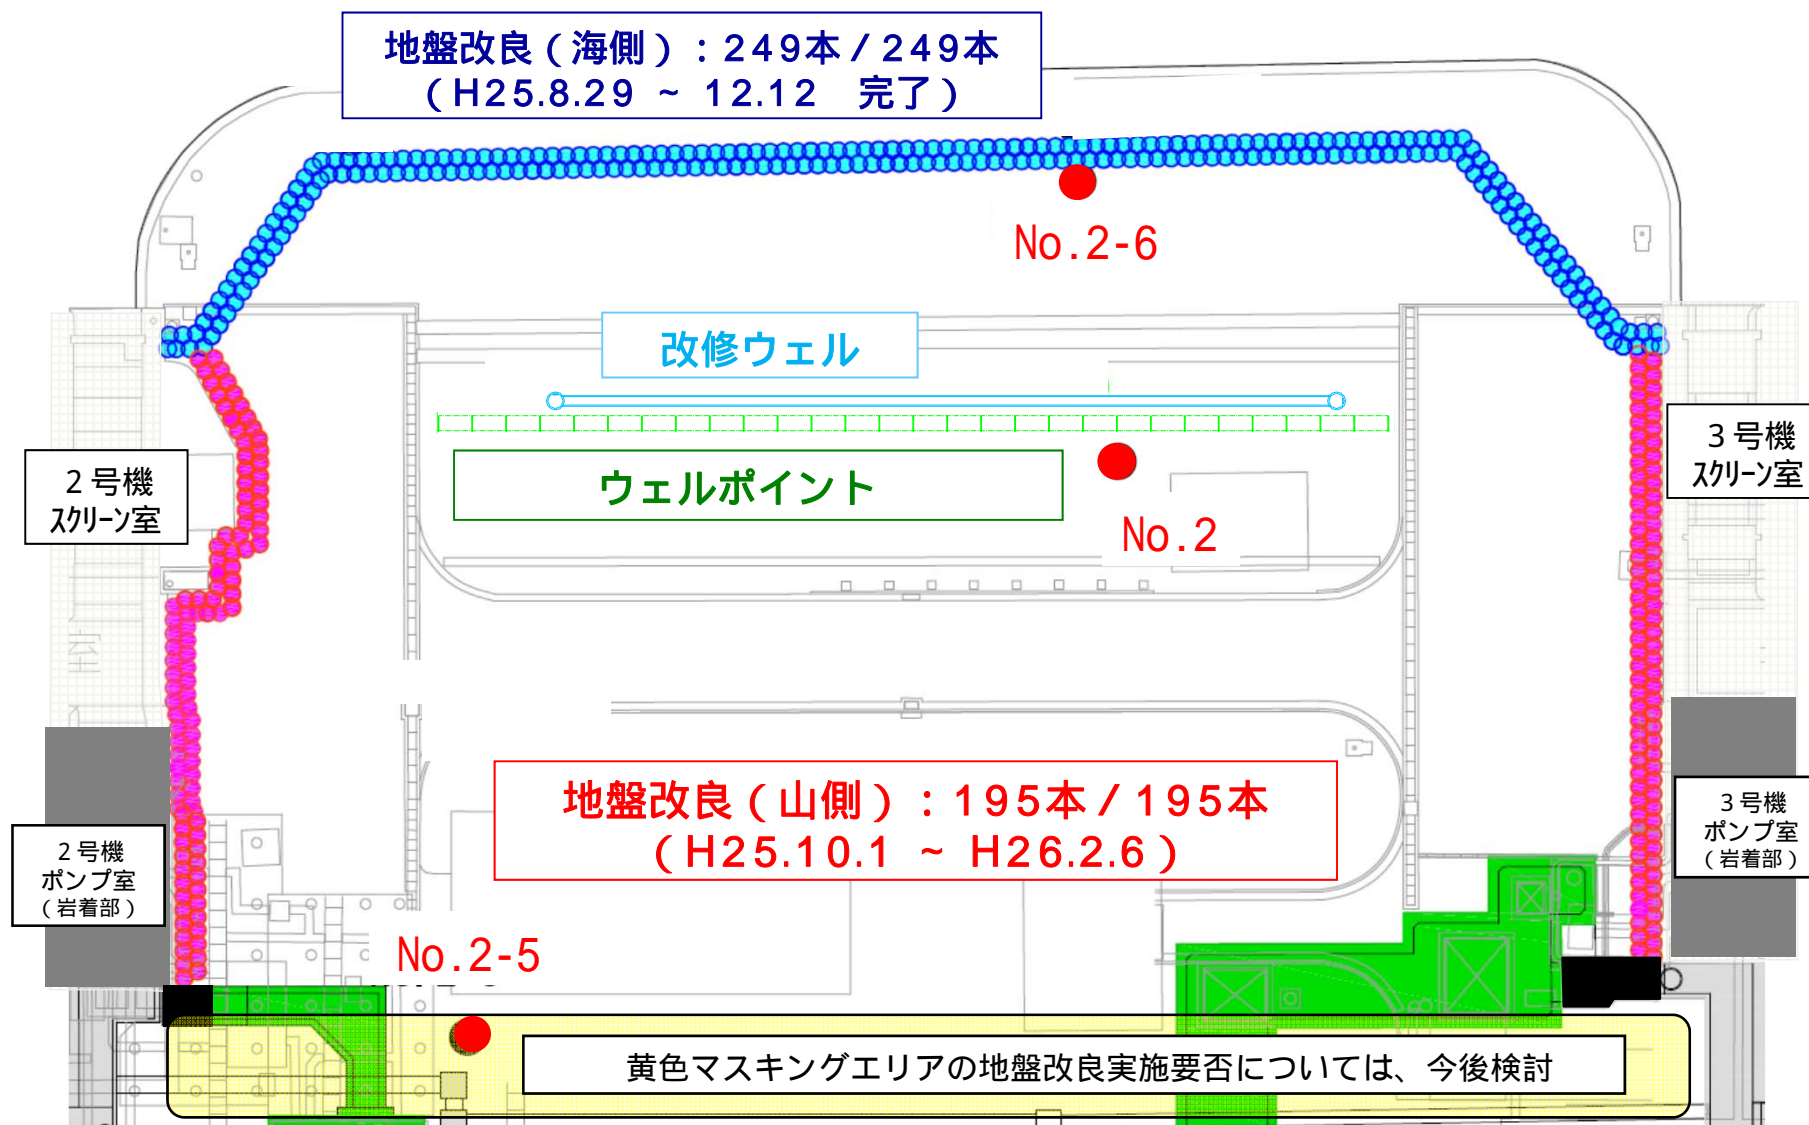 地盤改良（海側）：249本／249本
（H25.8.29 ～ 12.12　完了）
No.2-6
改修ウェル
ウェルポイント
No.2
2号機
ｽｸﾘｰﾝ室
3号機
ｽｸﾘｰﾝ室
地盤改良（山側）：195本／195本
（H25.10.1 ～ H26.2.6）
2号機
ポンプ室
（岩着部）
3号機
ポンプ室
（岩着部）
No.2-5
黄色マスキングエリアの地盤改良実施要否については、今後検討